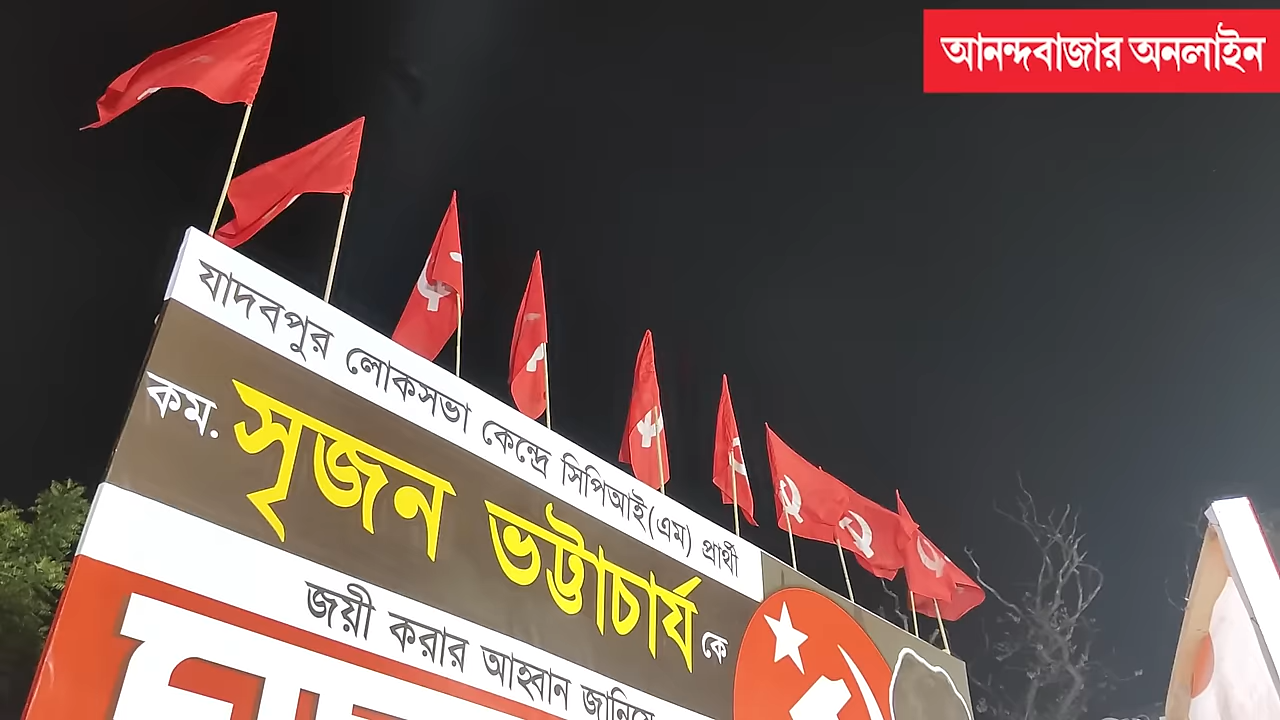 আনন্দবাজার অনলাইন
যাদবপুর লোকসভা কেন্দ্রে সিপিআই(এম) প্রার্থী
কম. সৃজন ভট্টাচার্য কে
জয়ী করার আহ্বান জানিয়ে